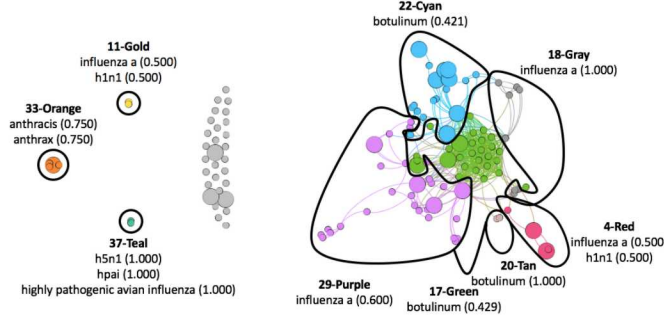 11-Gold
influenza a (0.500)
h1n1 (0.500)
33-Orange
anthracis (0.750)
anthrax (0.750)
37-Teal
h5n1 (1.000)
hpai (1.000)
highly pathogenic avian influenza (1.000)
22-Cyan
botulinum (0.421)
18-Gray
influenza a (1.000)
4-Red
influenza a (0.500
h1n1 (0.500)
20-Tan
botulinum (1.000)
29-Purple
influenza a (0.600)
17-Green
botulinum (0.429)